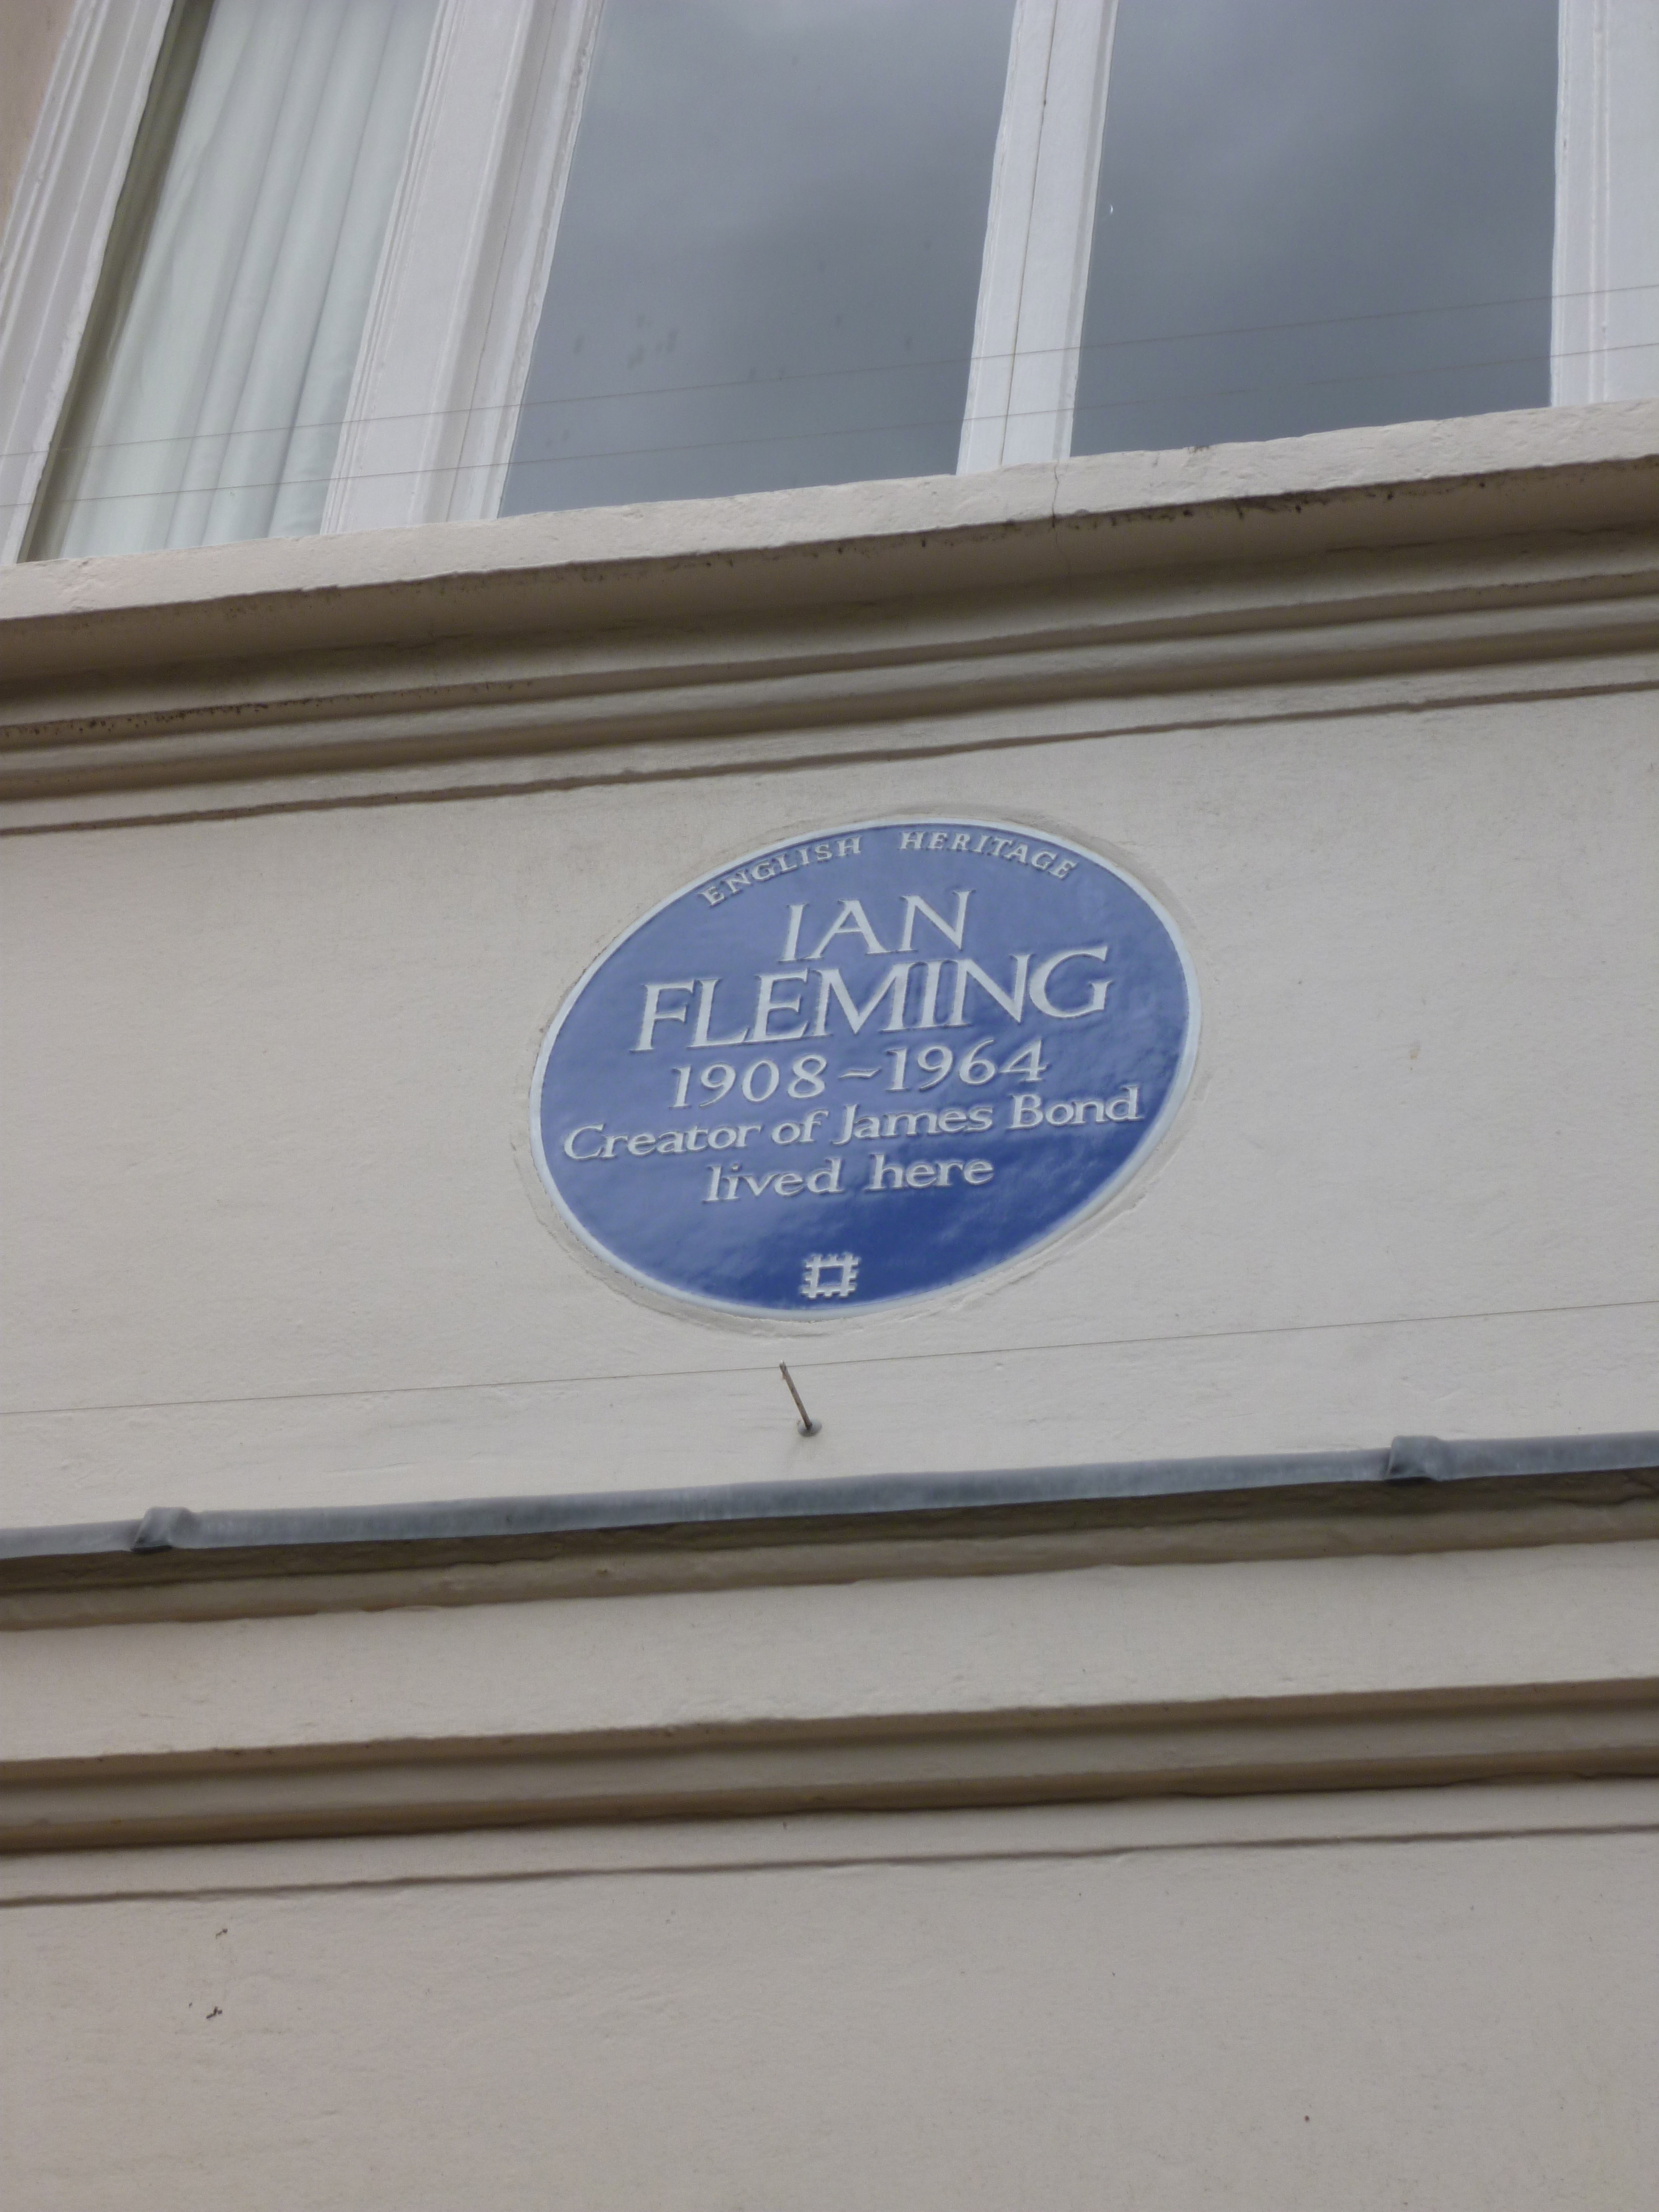 ENGLISH HERITAGE
IAN
FLEMING
1908~1964
Creator of James Bond
lived here